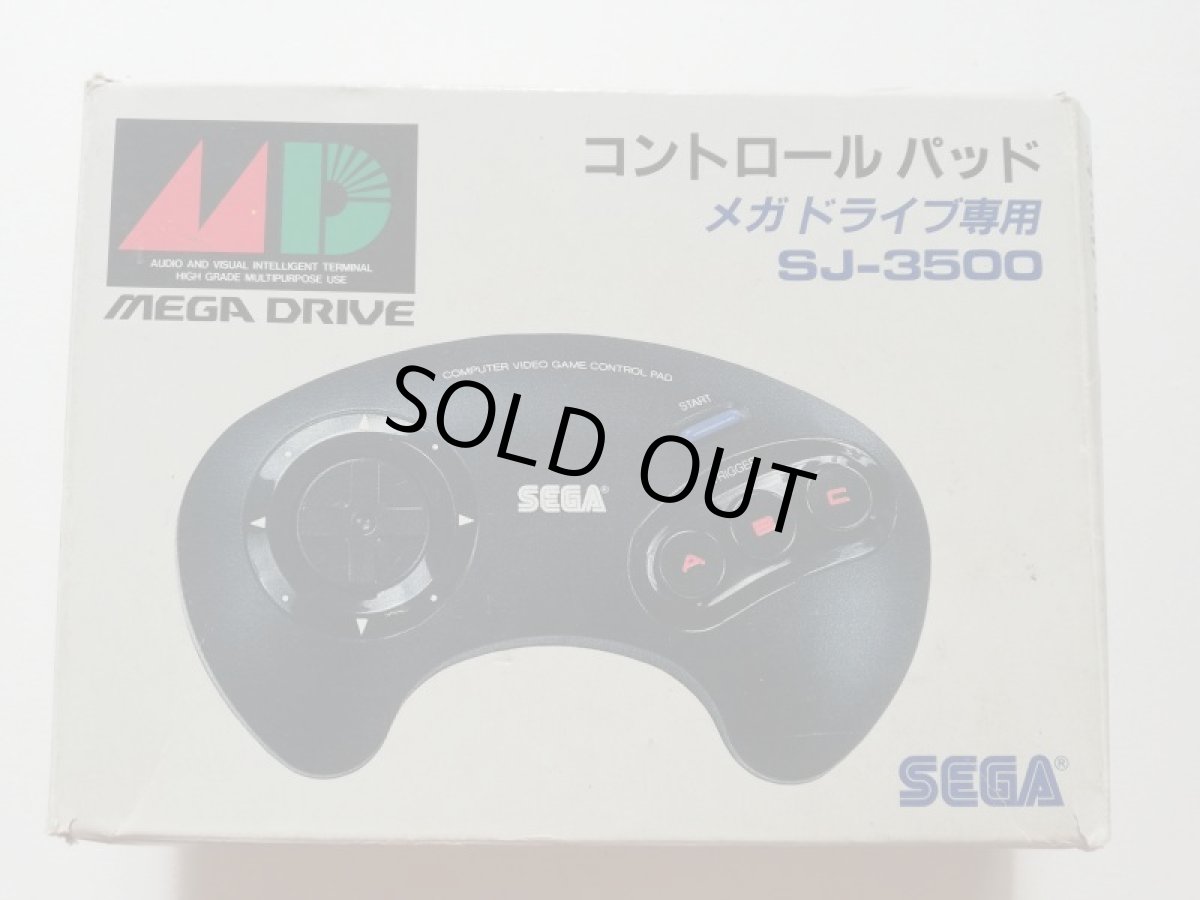 MD
AUDIO AND VISUAL INTELLIGENT TERMINAL
HIGH GRADE MULTIPURPOSE USE
MEGA DRIVE
コントロール パッド
メガドライブ専用
SJ-3500
COMPUTER VIDEO GAME CONTROL PAD
START
SOLD OUT
SEGA®
A
B
C
SEGA®